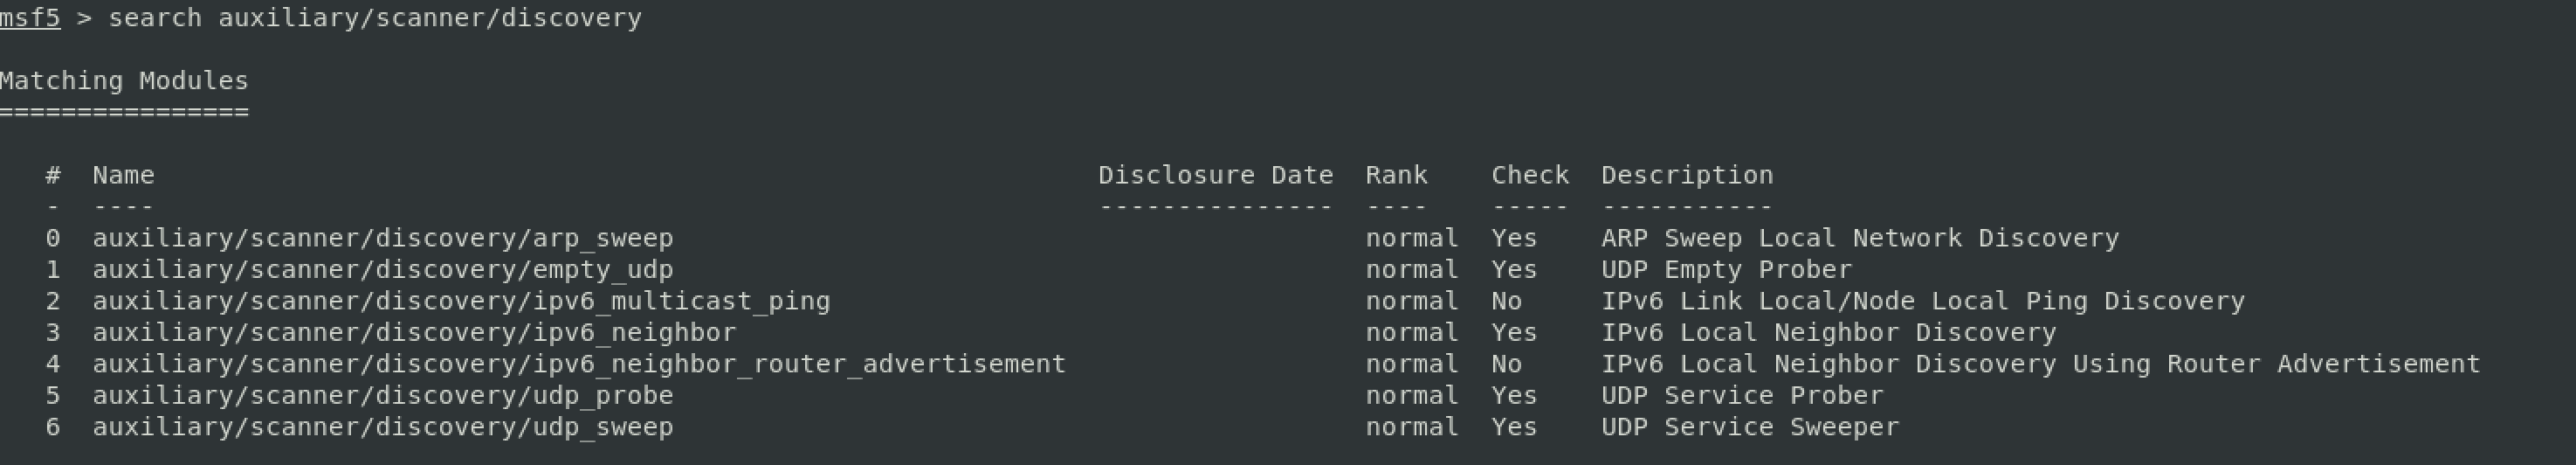 msf5 > search auxiliary/scanner/discovery
Matching Modules
================
#  Name                                                            Disclosure Date  Rank    Check  Description
-  ----                                                            ---------------  ----    -----  -----------
0  auxiliary/scanner/discovery/arp_sweep                                            normal  Yes    ARP Sweep Local Network Discovery
1  auxiliary/scanner/discovery/empty_udp                                            normal  Yes    UDP Empty Prober
2  auxiliary/scanner/discovery/ipv6_multicast_ping                                  normal  No     IPv6 Link Local/Node Local Ping Discovery
3  auxiliary/scanner/discovery/ipv6_neighbor                                        normal  Yes    IPv6 Local Neighbor Discovery
4  auxiliary/scanner/discovery/ipv6_neighbor_router_advertisement                   normal  No     IPv6 Local Neighbor Discovery Using Router Advertisement
5  auxiliary/scanner/discovery/udp_probe                                            normal  Yes    UDP Service Prober
6  auxiliary/scanner/discovery/udp_sweep                                            normal  Yes    UDP Service Sweeper